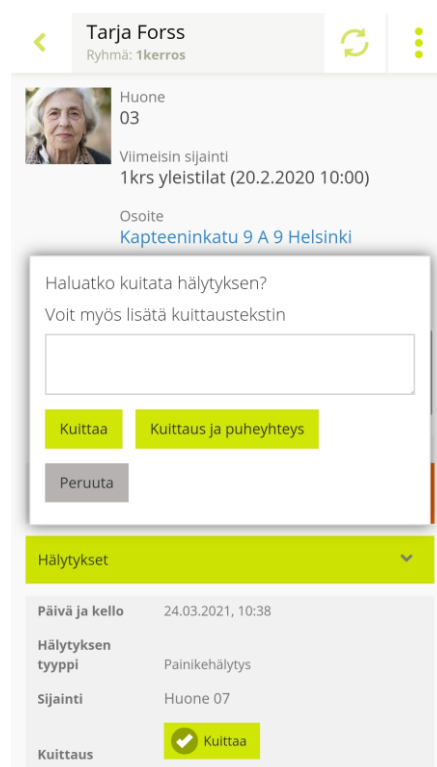 Tarja Forss
Ryhmä: 1kerros
Huone
03
Viimeisin sijainti
1krs yleistilat (20.2.2020 10:00)
Osoite
Kapteeninkatu 9 A 9 Helsinki
Haluatko kuitata hälytyksen?
Voit myös lisätä kuittaustekstin
Kuittaa Kuittaus ja puheyhteys
Peruuta
Hälytykset
Päivä ja kello 24.03.2021, 10:38
Hälytyksen
tyyppi Painikehälytys
Sijainti Huone 07
Kuittaa
Kuittaus